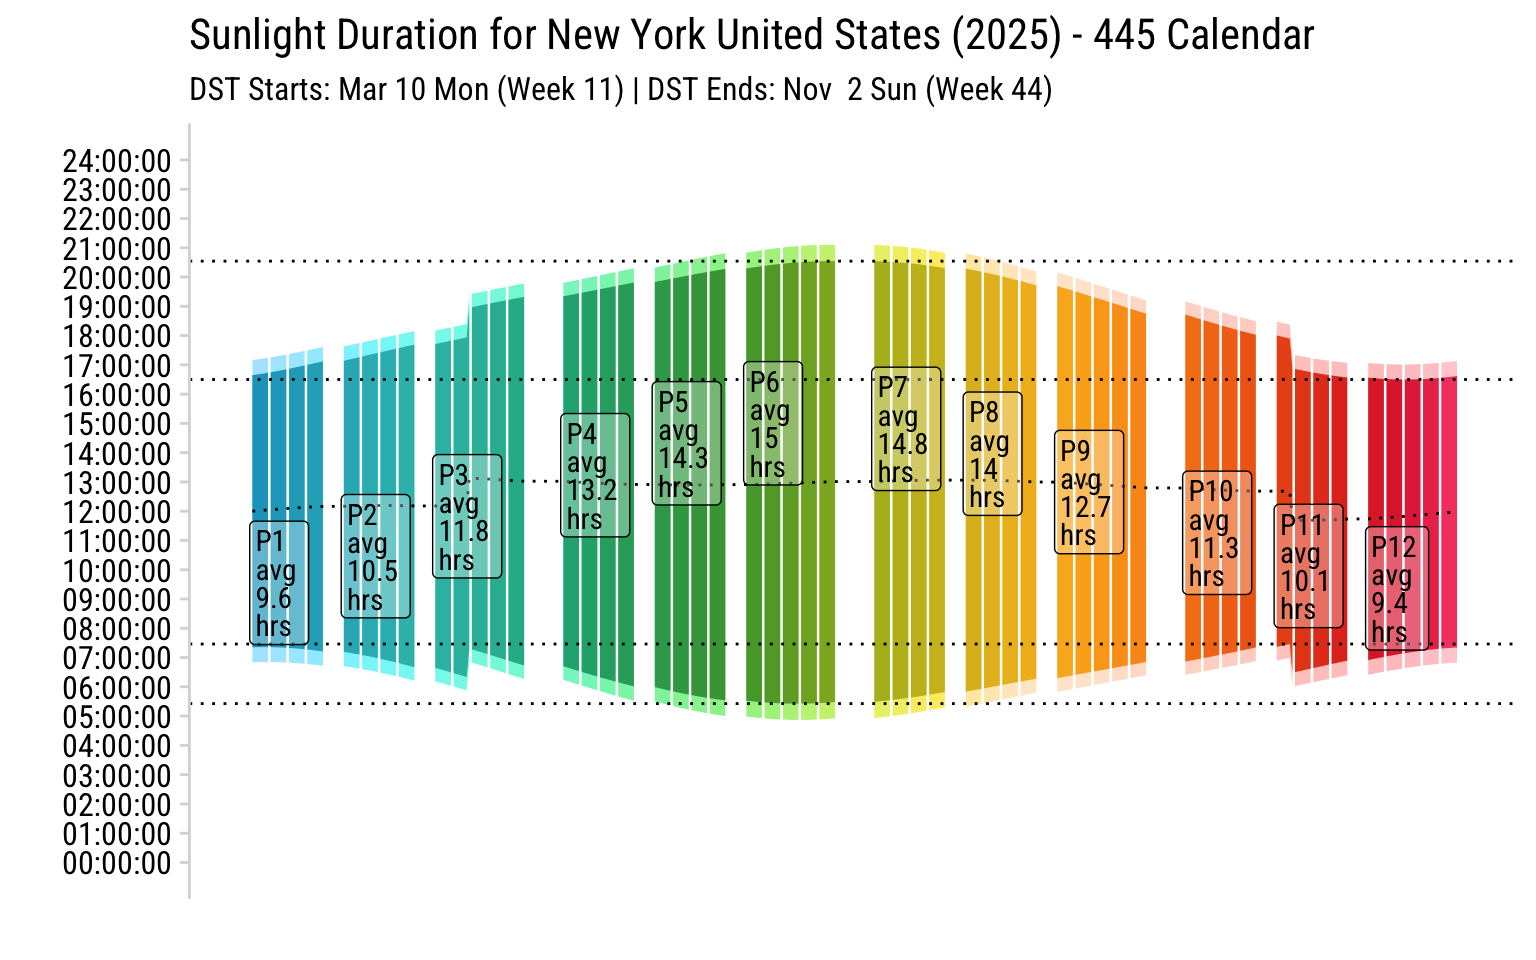 Sunlight Duration for New York United States (2025) - 445 Calendar
DST Starts: Mar 10 Mon (Week 11) | DST Ends: Nov  2 Sun (Week 44)
24:00:00
23:00:00
22:00:00
21:00:00
20:00:00
19:00:00
18:00:00
17:00:00
16:00:00
15:00:00
14:00:00
13:00:00
12:00:00
11:00:00
10:00:00
09:00:00
08:00:00
07:00:00
06:00:00
05:00:00
04:00:00
03:00:00
02:00:00
01:00:00
00:00:00
P1
avg
9.6
hrs
P2
avg
10.5
hrs
P3
avg
11.8
hrs
P4
avg
13.2
hrs
P5
avg
14.3
hrs
P6
avg
15
hrs
P7
avg
14.8
hrs
P8
avg
14
hrs
P9
avg
12.7
hrs
P10
avg
11.3
hrs
P11
avg
10.1
hrs
P12
avg
9.4
hrs